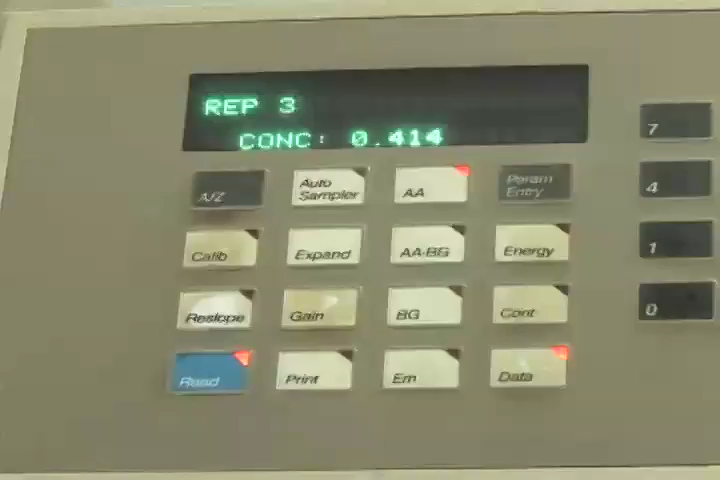 REP 3
CONC: 0.414
7
A/Z
Auto Sampler
AA
Param Entry
4
Calib
Expand
AA-BG
Energy
1
Reslope
Gain
BG
Cont
0
Read
Print
Em
Data